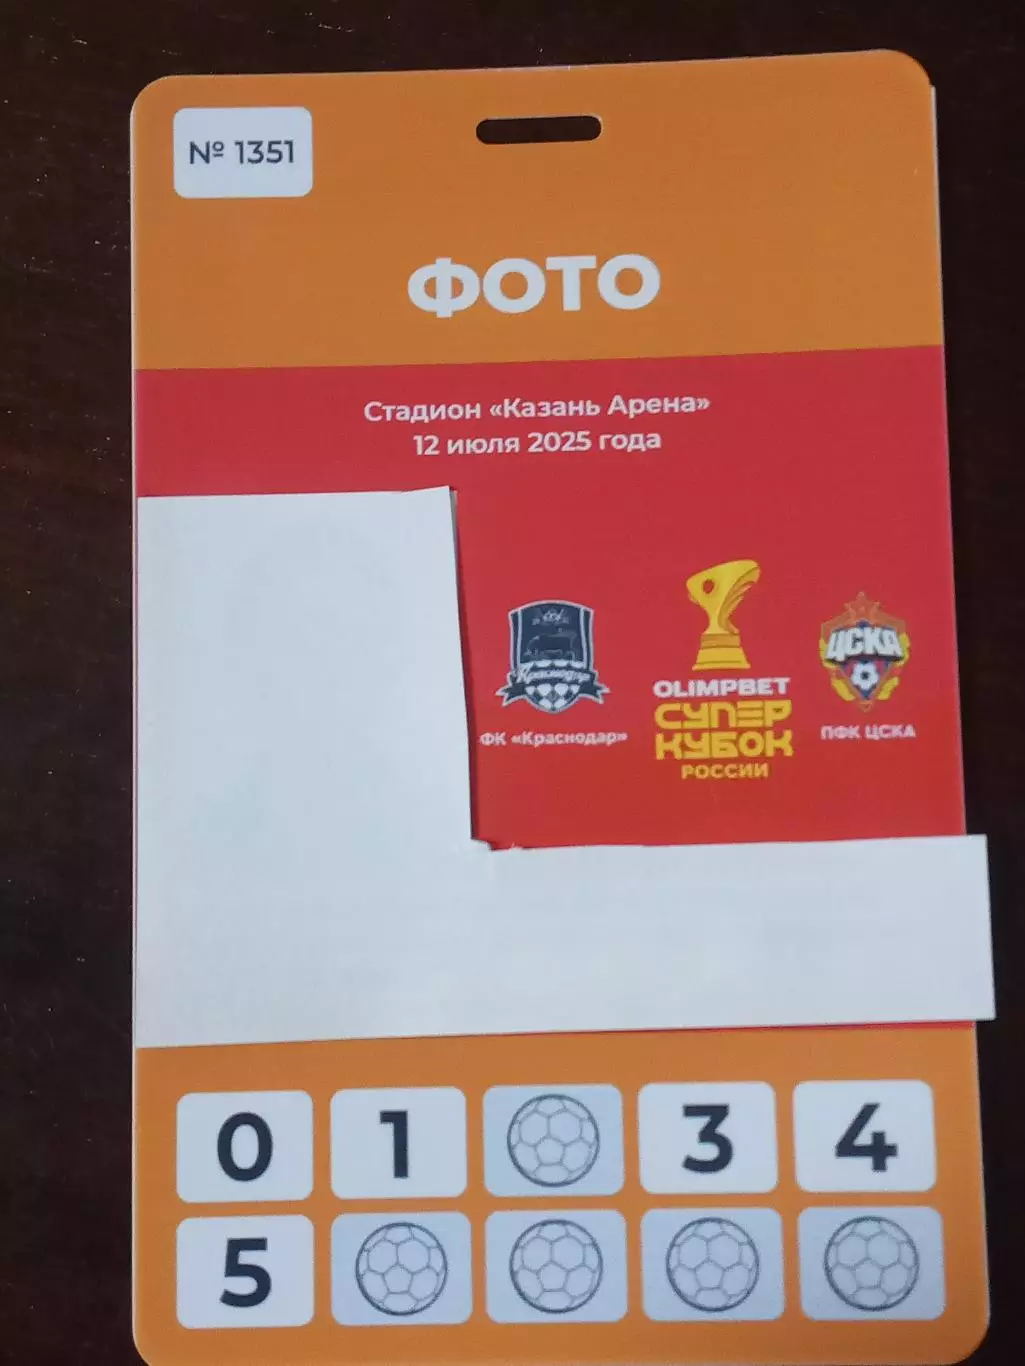 № 1351
ФОТО
Стадион «Казань Арена»
12 июля 2025 года
Краснодар
ФК «Краснодар»
OLIMPBET
СУПЕР
КУБОК
РОССИИ
ЦСКА
ПФК ЦСКА
0 1 3 4
5